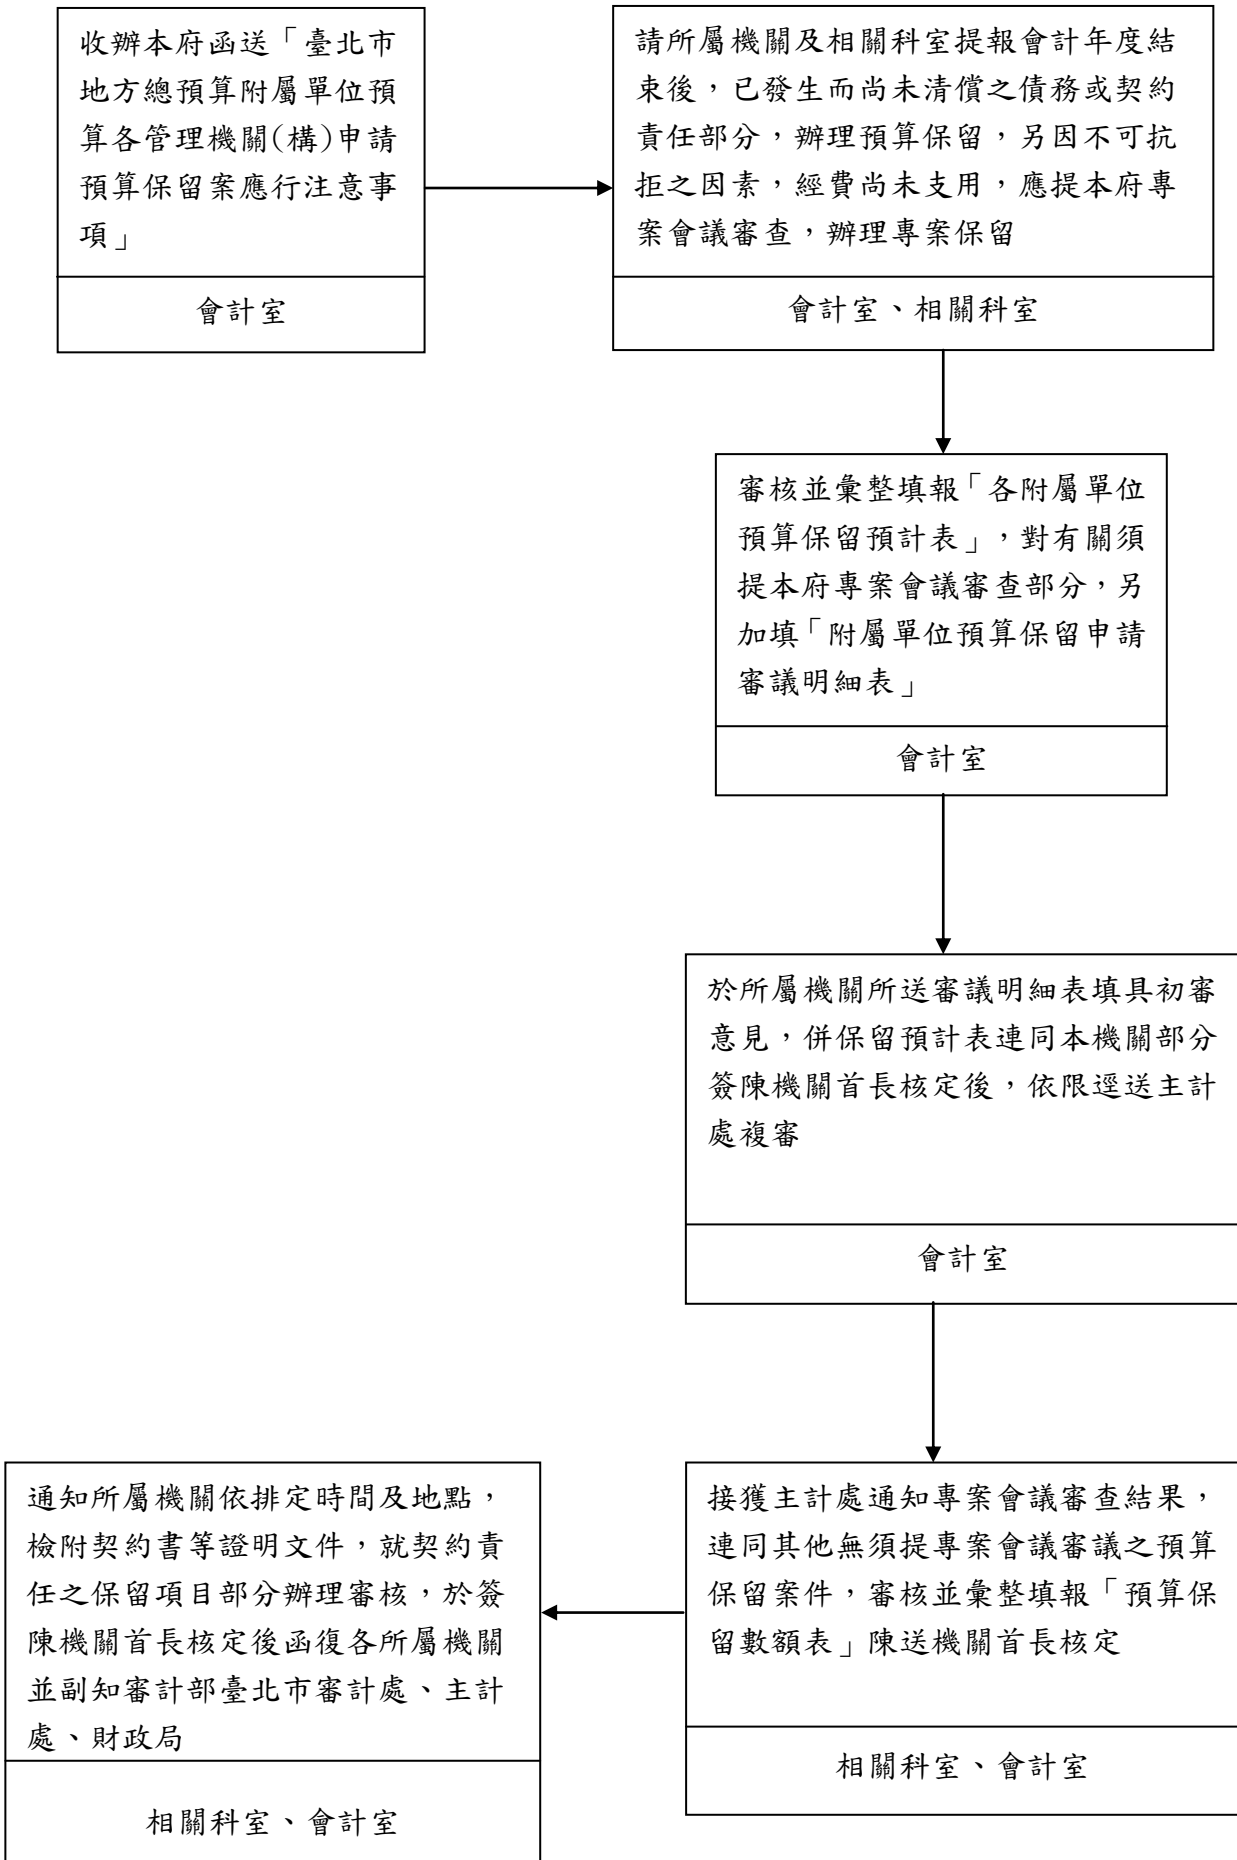 收辦本府函送「臺北市
地方總預算附屬單位預
算各管理機關(構)申請
預算保留案應行注意事
項」
會計室
請所屬機關及相關科室提報會計年度結
束後，已發生而尚未清償之債務或契約
責任部分，辦理預算保留，另因不可抗
拒之因素，經費尚未支用，應提本府專
案會議審查，辦理專案保留
會計室、相關科室
審核並彙整填報「各附屬單位
預算保留預計表」，對有關須
提本府專案會議審查部分，另
加填「附屬單位預算保留申請
審議明細表」
會計室
於所屬機關所送審議明細表填具初審
意見，併保留預計表連同本機關部分
簽陳機關首長核定後，依限逕送主計
處複審
會計室
接獲主計處通知專案會議審查結果，
連同其他無須提專案會議審議之預算
保留案件，審核並彙整填報「預算保
留數額表」陳送機關首長核定
相關科室、會計室
通知所屬機關依排定時間及地點，
檢附契約書等證明文件，就契約責
任之保留項目部分辦理審核，於簽
陳機關首長核定後函復各所屬機關
並副知審計部臺北市審計處、主計
處、財政局
相關科室、會計室